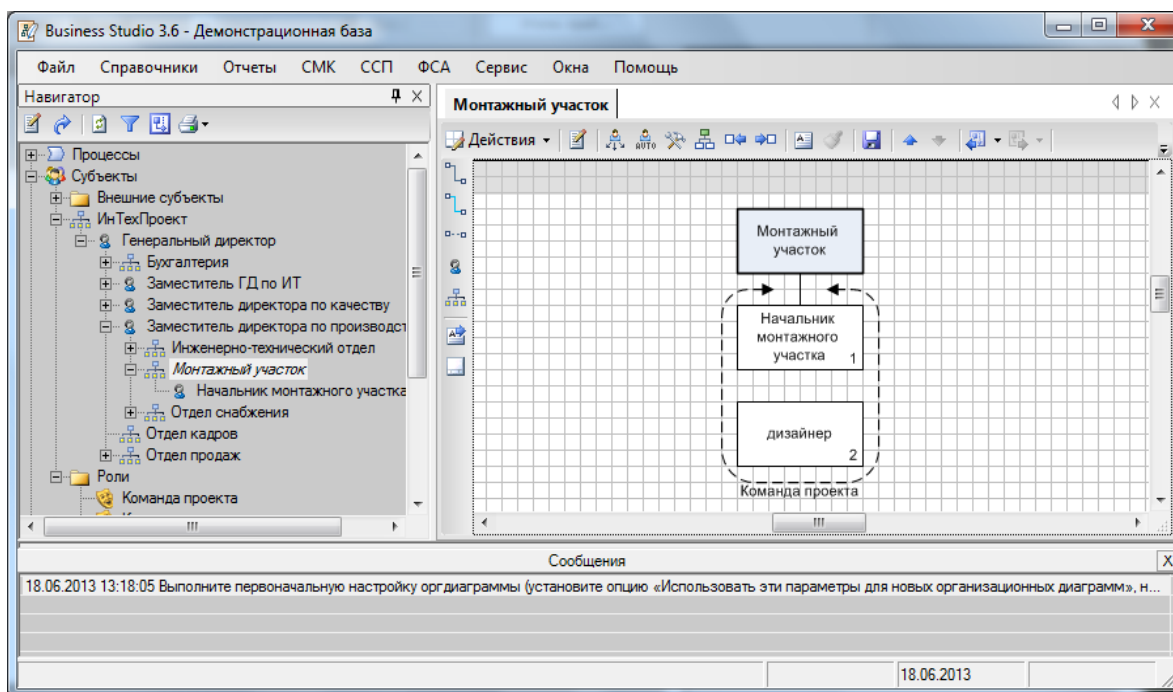 Business Studio 3.6 - Демонстрационная база
Файл Справочники Отчеты СМК ССП ФСА Сервис Окна Помощь
Навигатор
Процессы
Субъекты
Внешние субъекты
ИнТехПроект
Генеральный директор
Бухгалтерия
Заместитель ГД по ИТ
Заместитель директора по качеству
Заместитель директора по производст
Инженерно-технический отдел
Монтажный участок
Начальник монтажного участка
Отдел снабжения
Отдел кадров
Отдел продаж
Роли
Команда проекта
Монтажный участок
Действия
AUTO
Монтажный
участок
Начальник
монтажного
участка
1
дизайнер
2
Команда проекта
Сообщения
18.06.2013 13:18:05 Выполните первоначальную настройку оргдиаграммы (установите опцию «Использовать эти параметры для новых организационных диаграмм», н...
18.06.2013